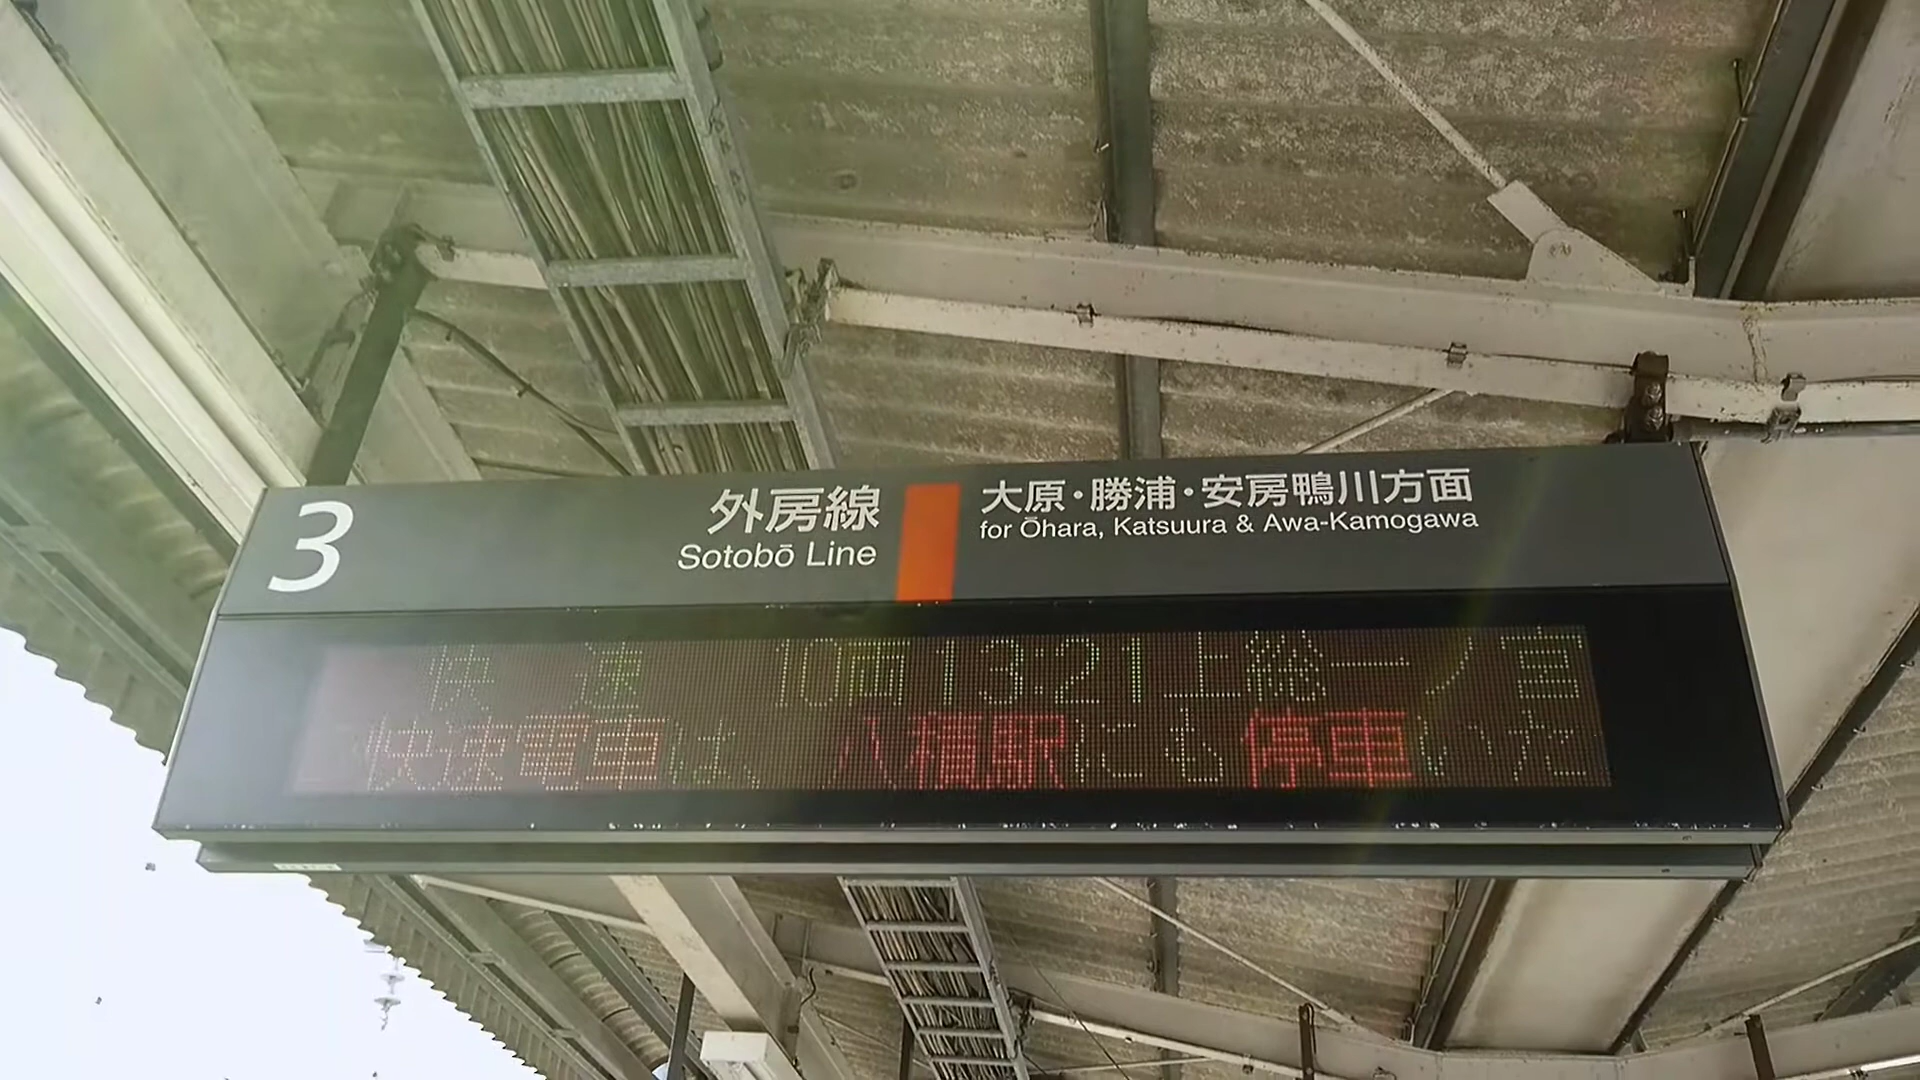 3
外房線
Sotobō Line
大原・勝浦・安房鴨川方面
for Ōhara, Katsuura & Awa-Kamogawa
快 速 10両 13:21 上総一ノ宮
快速電車は、八積駅にも停車いた